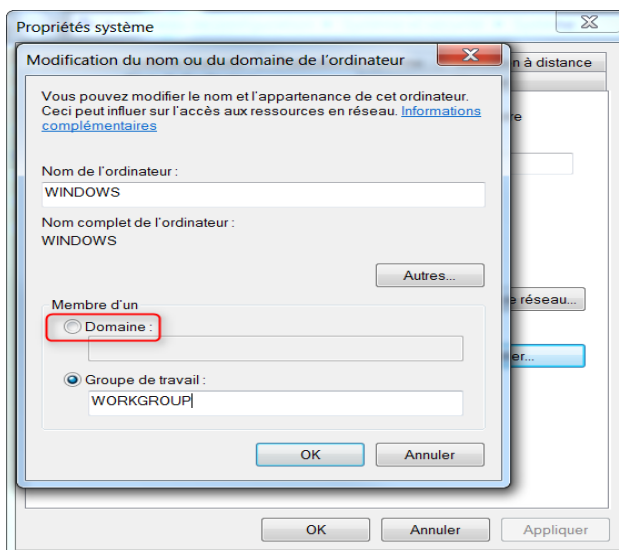 Propriétés système
Modification du nom ou du domaine de l'ordinateur
n à distance
Vous pouvez modifier le nom et l'appartenance de cet ordinateur.
Ceci peut influer sur l'accès aux ressources en réseau. Informations
complémentaires
re
Nom de l'ordinateur :
WINDOWS
Nom complet de l'ordinateur :
WINDOWS
Autres...
Membre d'un
e réseau...
Domaine :
er...
Groupe de travail :
WORKGROUP
OK Annuler
OK Annuler Appliquer